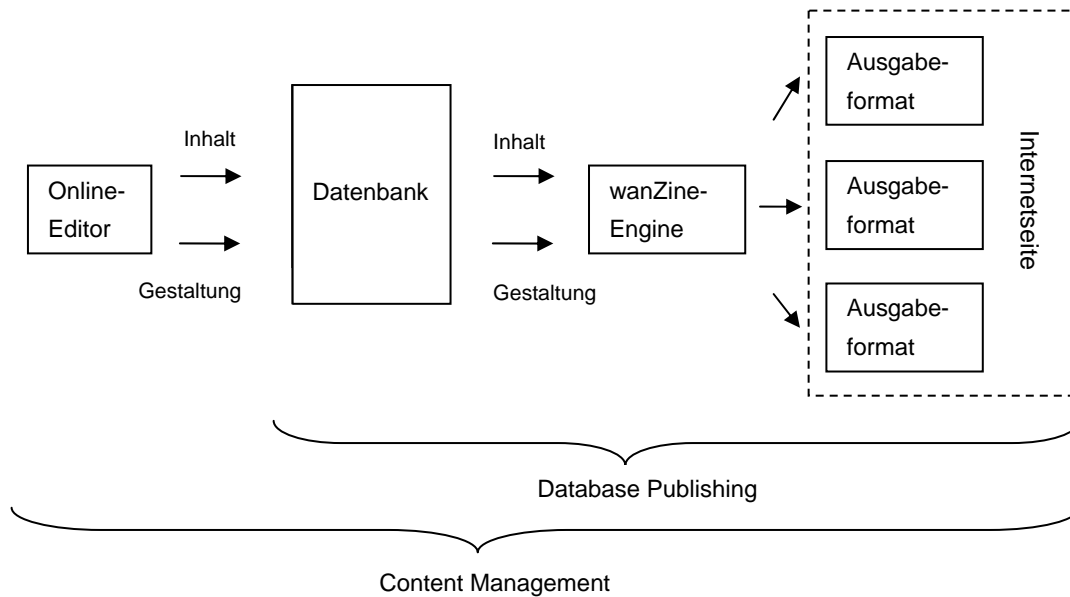 Online-
Editor
Inhalt
Gestaltung
Datenbank
Inhalt
Gestaltung
wanZine-
Engine
Ausgabe-
format
Ausgabe-
format
Ausgabe-
format
Internetseite
Database Publishing
Content Management